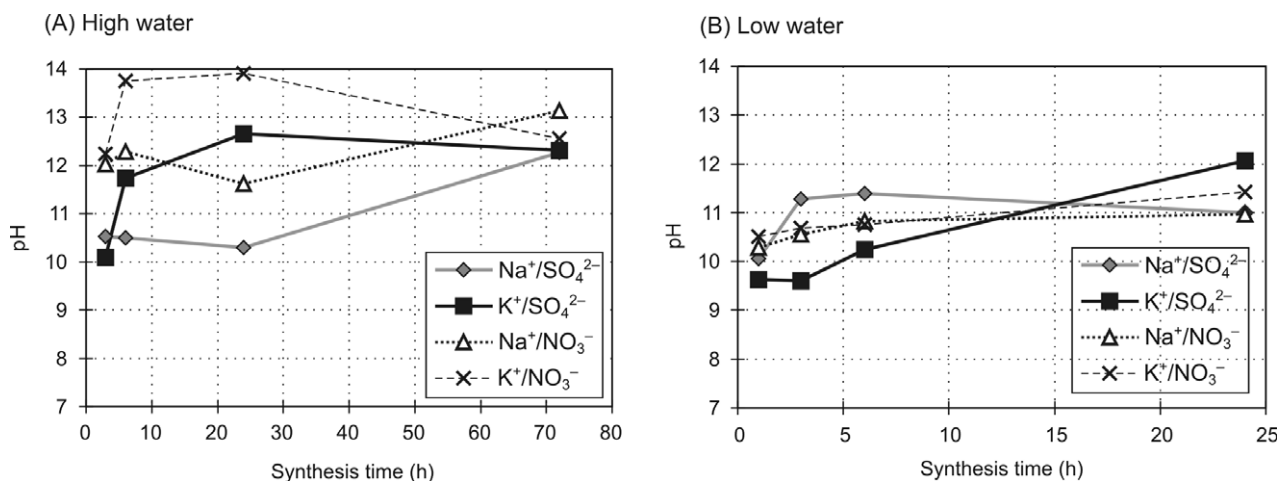 (A) High water
14
13
12
11
10
9
8
7
pH
0 10 20 30 40 50 60 70 80
Synthesis time (h)
Na⁺/SO₄²⁻
K⁺/SO₄²⁻
Na⁺/NO₃⁻
K⁺/NO₃⁻
(B) Low water
14
13
12
11
10
9
8
7
pH
0 5 10 15 20 25
Synthesis time (h)
Na⁺/SO₄²⁻
K⁺/SO₄²⁻
Na⁺/NO₃⁻
K⁺/NO₃⁻